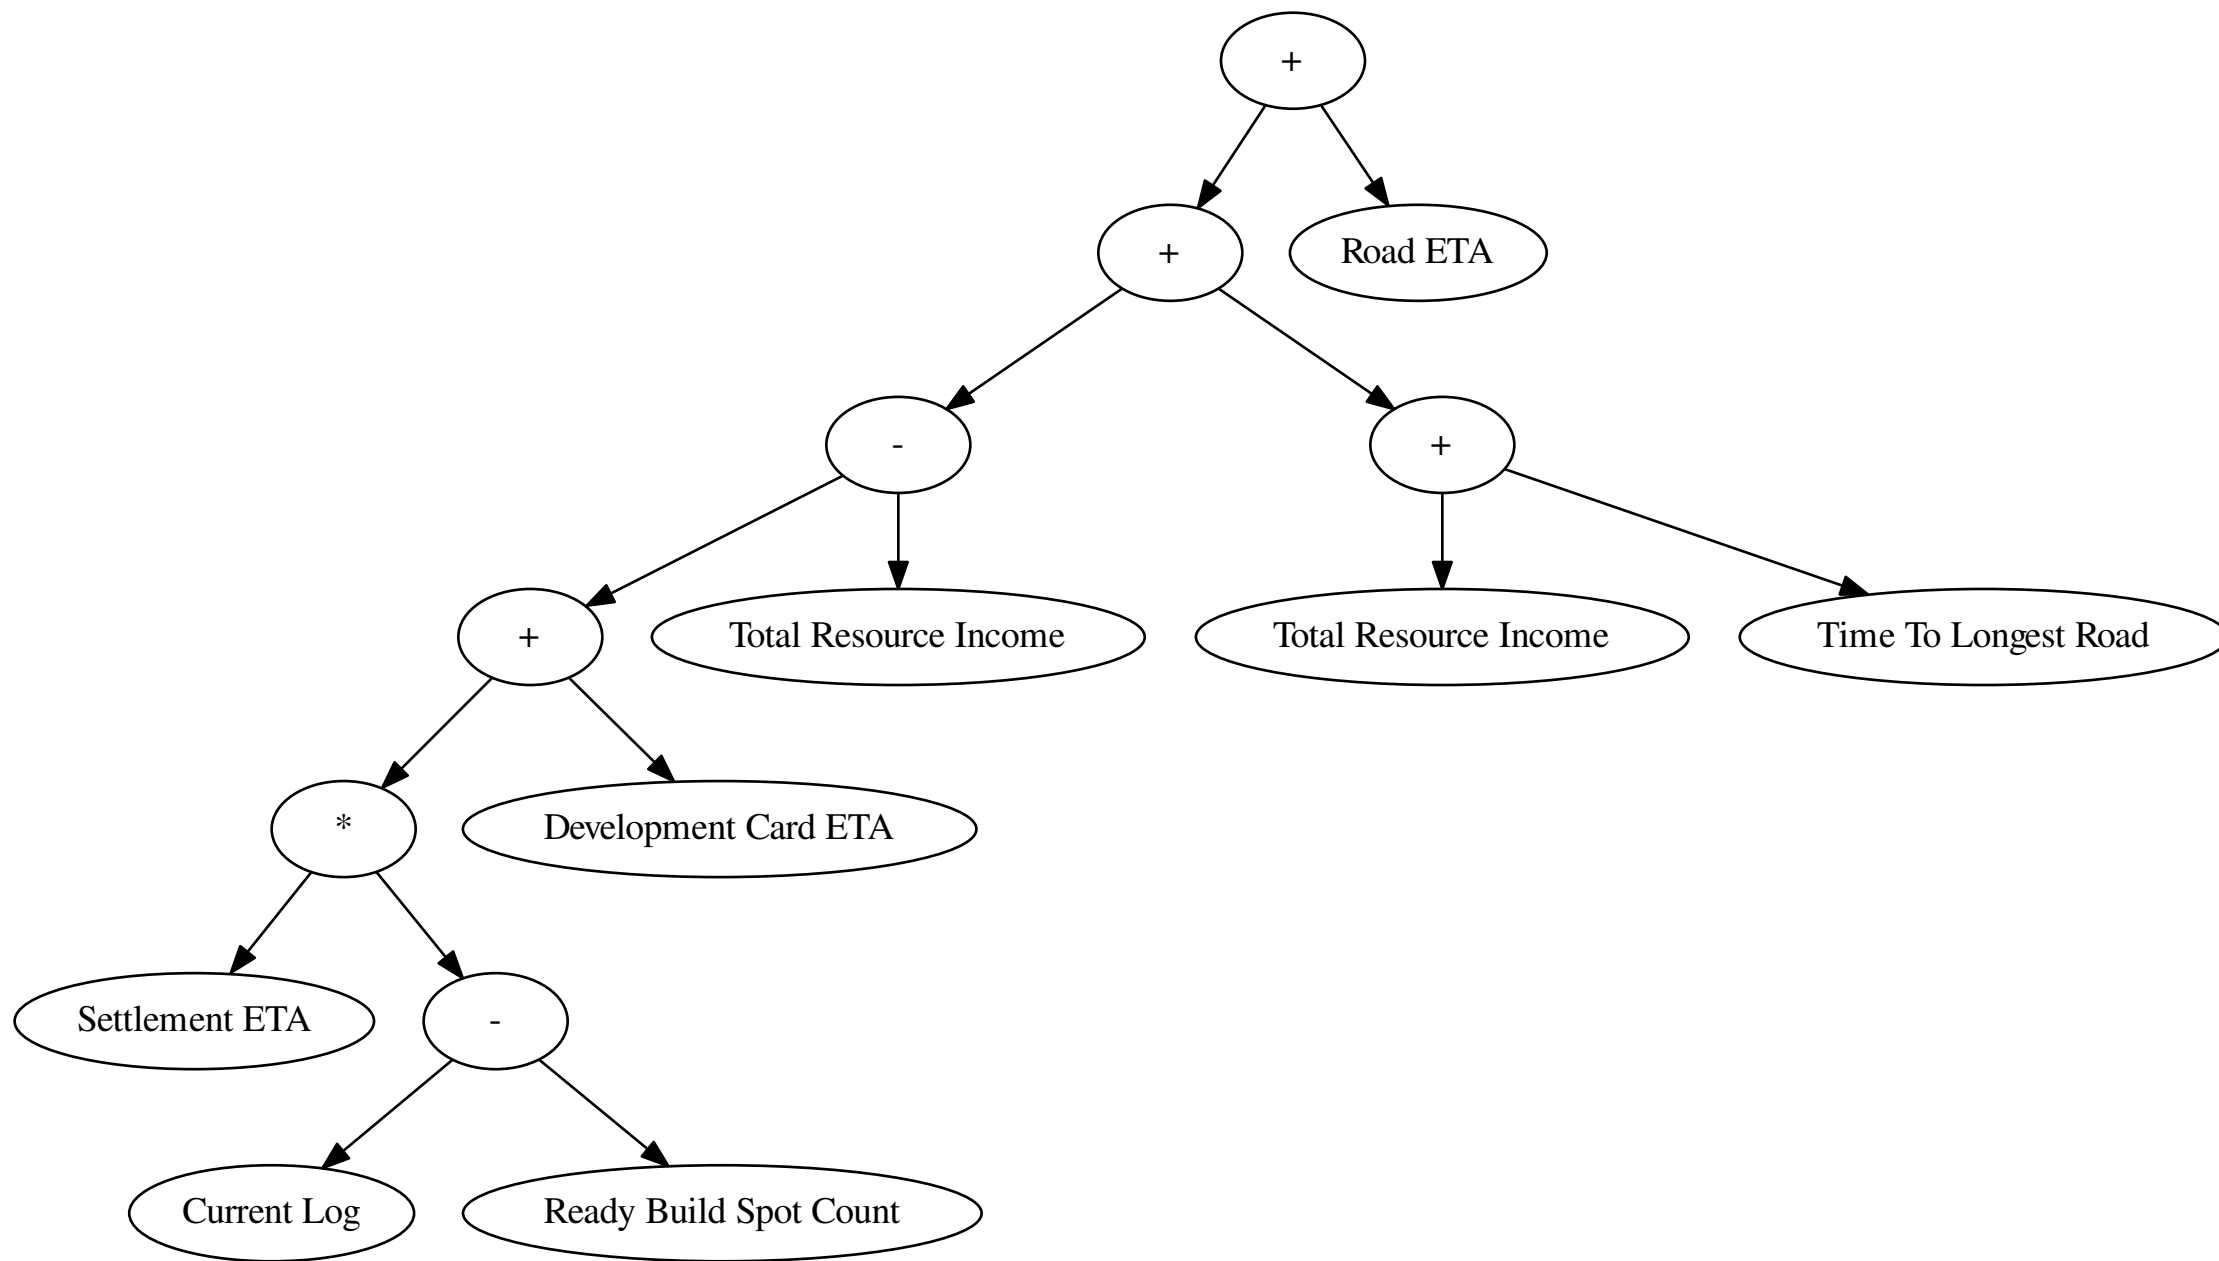 +
+
Road ETA
-
+
+
Total Resource Income
Total Resource Income
Time To Longest Road
*
Development Card ETA
Settlement ETA
-
Current Log
Ready Build Spot Count